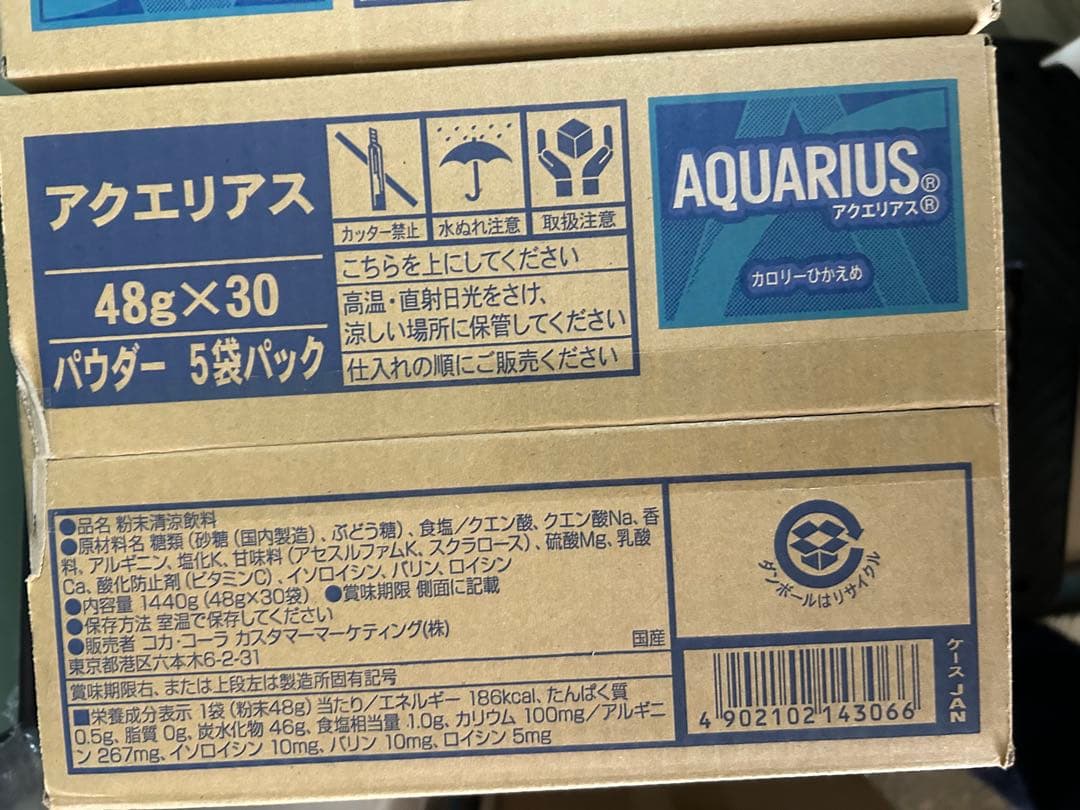 アクエリアス
48g×30
パウダー 5袋パック
カッター禁止
水ぬれ注意
取扱注意
こちらを上にしてください
高温・直射日光をさけ、
涼しい場所に保管してください
仕入れの順にご販売ください
AQUARIUS®
アクエリアス®
カロリーひかえめ
●品名 粉末清涼飲料
●原材料名 糖類(砂糖(国内製造)、ぶどう糖)、食塩/クエン酸、クエン酸Na、香
料、アルギニン、塩化K、甘味料(アセスルファムK、スクラロース)、硫酸Mg、乳酸
Ca、酸化防止剤(ビタミンC)、イソロイシン、バリン、ロイシン
●内容量 1440g(48g×30袋) ●賞味期限 側面に記載
●保存方法 室温で保存してください
●販売者 コカ・コーラ カスタマーマーケティング(株)
東京都港区六本木6-2-31
国産
賞味期限右、または上段左は製造所固有記号
■栄養成分表示 1袋(粉末48g)当たり/エネルギー 186kcal、たんぱく質
0.5g、脂質 0g、炭水化物 46g、食塩相当量 1.0g、カリウム 100mg/アルギニ
ン 267mg、イソロイシン 10mg、バリン 10mg、ロイシン 5mg
ダンボールはリサイクル
ケースJAN
4 902102 143066